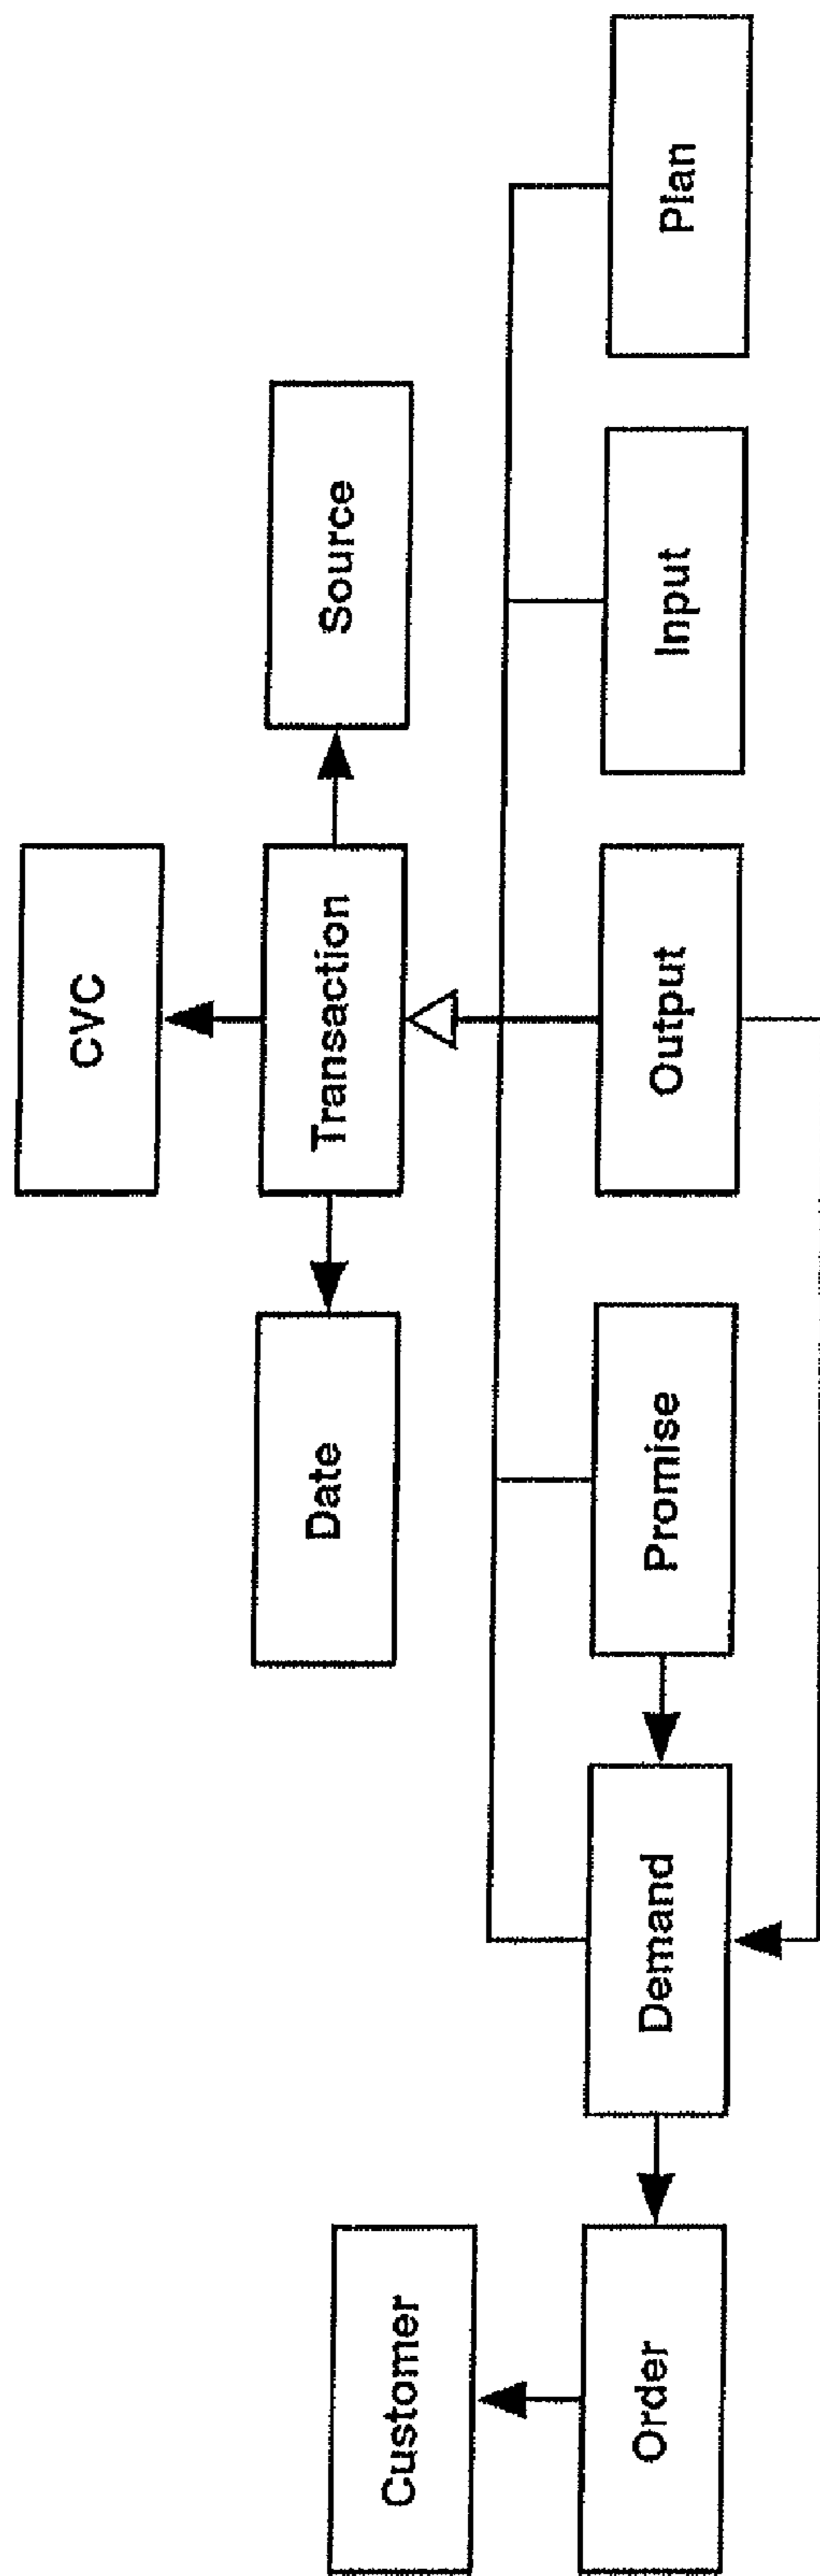 CVC
Date
Transaction
Source
Customer
Order
Demand
Promise
Output
Input
Plan